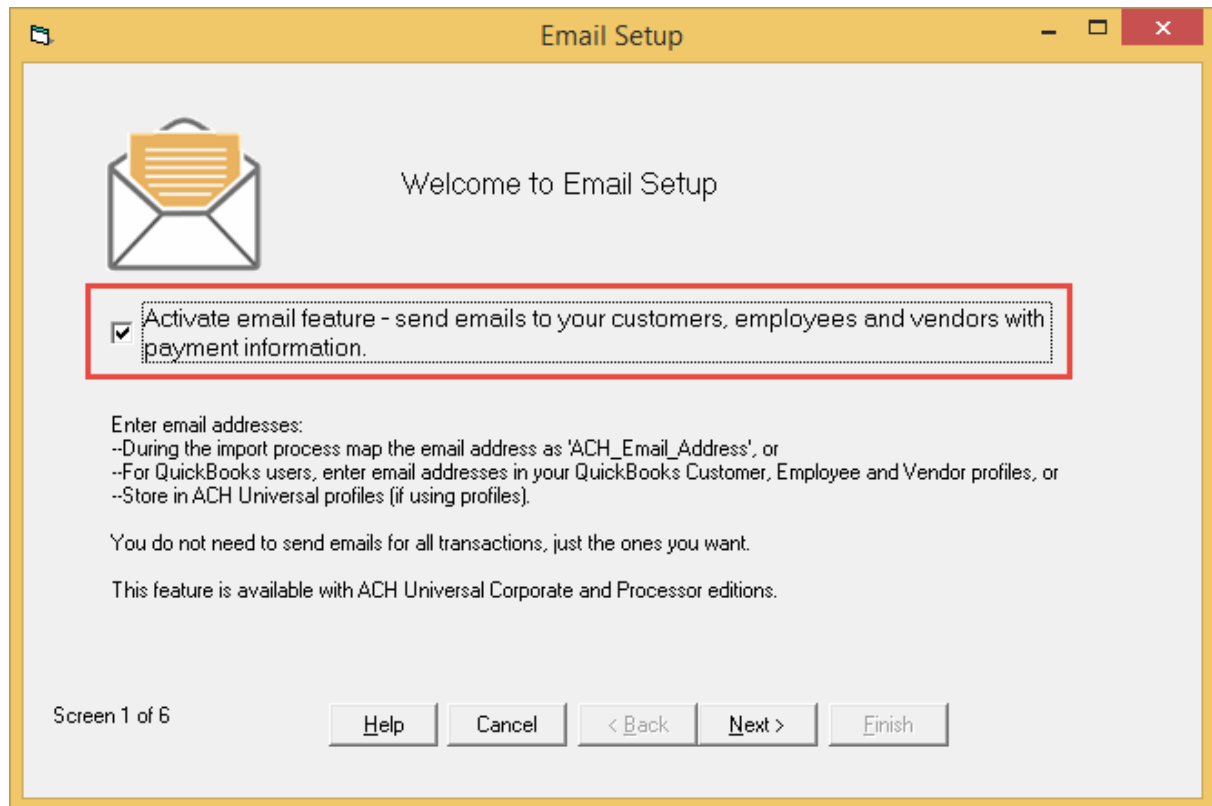 Email Setup
Welcome to Email Setup
Activate email feature - send emails to your customers, employees and vendors with
payment information.
Enter email addresses:
--During the import process map the email address as 'ACH_Email_Address', or
--For QuickBooks users, enter email addresses in your QuickBooks Customer, Employee and Vendor profiles, or
--Store in ACH Universal profiles (if using profiles).
You do not need to send emails for all transactions, just the ones you want.
This feature is available with ACH Universal Corporate and Processor editions.
Screen 1 of 6
Help
Cancel
< Back
Next >
Finish